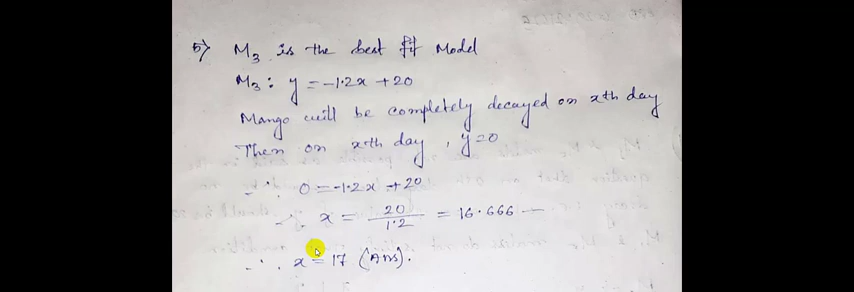 5) M₃ is the best fit Model
M₃: y = -1.2x + 20
Mango will be completely decayed on xth day
Then on xth day, y=0
∴ 0 = -1.2x + 20
∴ x = 20/1.2 = 16.666 —
∴ x = 17 (Ans).